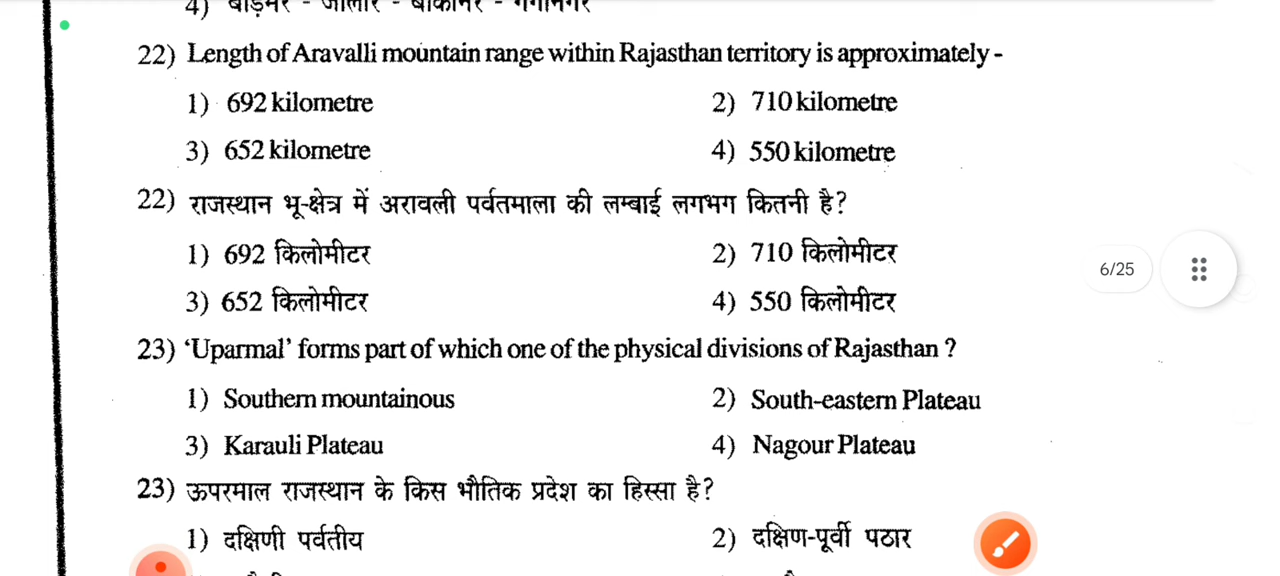 4) बाड़मेर - जालोर - बीकानेर - गंगानगर
22) Length of Aravalli mountain range within Rajasthan territory is approximately -
1) 692 kilometre 2) 710 kilometre
3) 652 kilometre 4) 550 kilometre
22) राजस्थान भू-क्षेत्र में अरावली पर्वतमाला की लम्बाई लगभग कितनी है?
1) 692 किलोमीटर 2) 710 किलोमीटर
6/25
3) 652 किलोमीटर 4) 550 किलोमीटर
23) ‘Uparmal’ forms part of which one of the physical divisions of Rajasthan ?
1) Southern mountainous 2) South-eastern Plateau
3) Karauli Plateau 4) Nagour Plateau
23) ऊपरमाल राजस्थान के किस भौतिक प्रदेश का हिस्सा है?
1) दक्षिणी पर्वतीय 2) दक्षिण-पूर्वी पठार